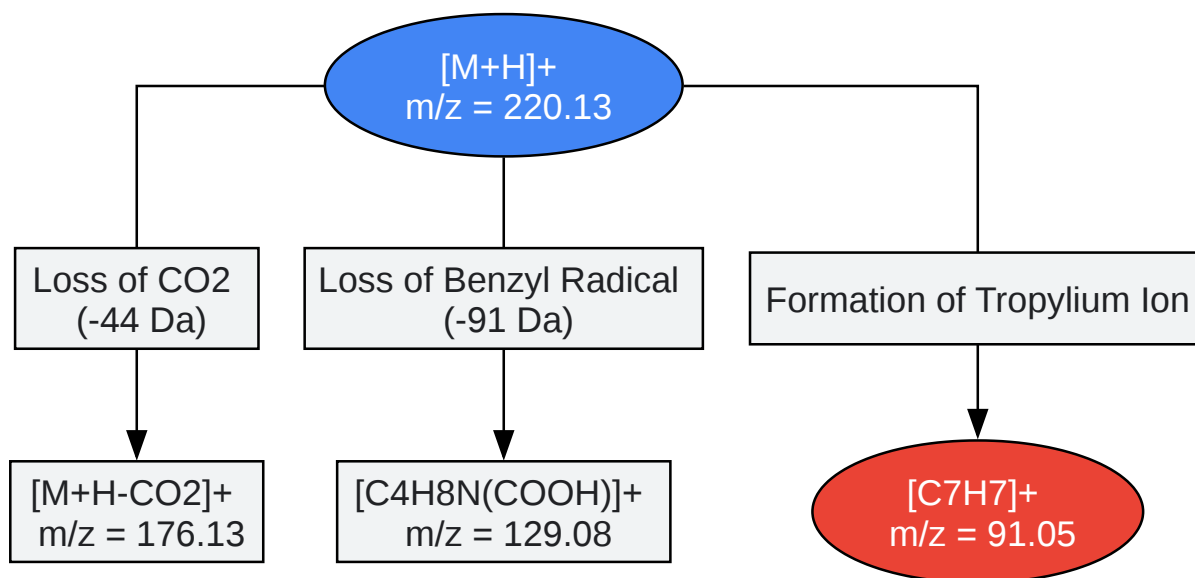 [M+H]+
m/z = 220.13
Loss of CO2
(-44 Da)
Loss of Benzyl Radical
(-91 Da)
Formation of Tropylium Ion
[M+H-CO2]+
m/z = 176.13
[C4H8N(COOH)]+
m/z = 129.08
[C7H7]+
m/z = 91.05